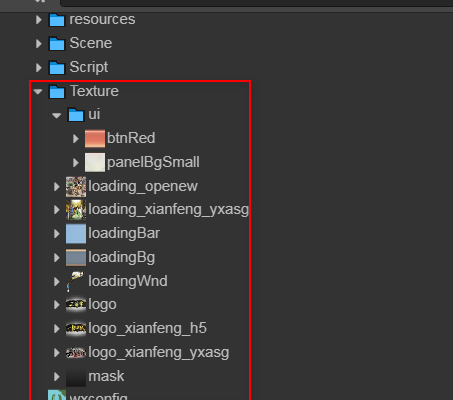 resources
Scene
Script
Texture
ui
btnRed
panelBgSmall
loading_openew
loading_xianfeng_yxasg
loadingBar
loadingBg
loadingWnd
logo
logo_xianfeng_h5
logo_xianfeng_yxasg
mask
wxconfig